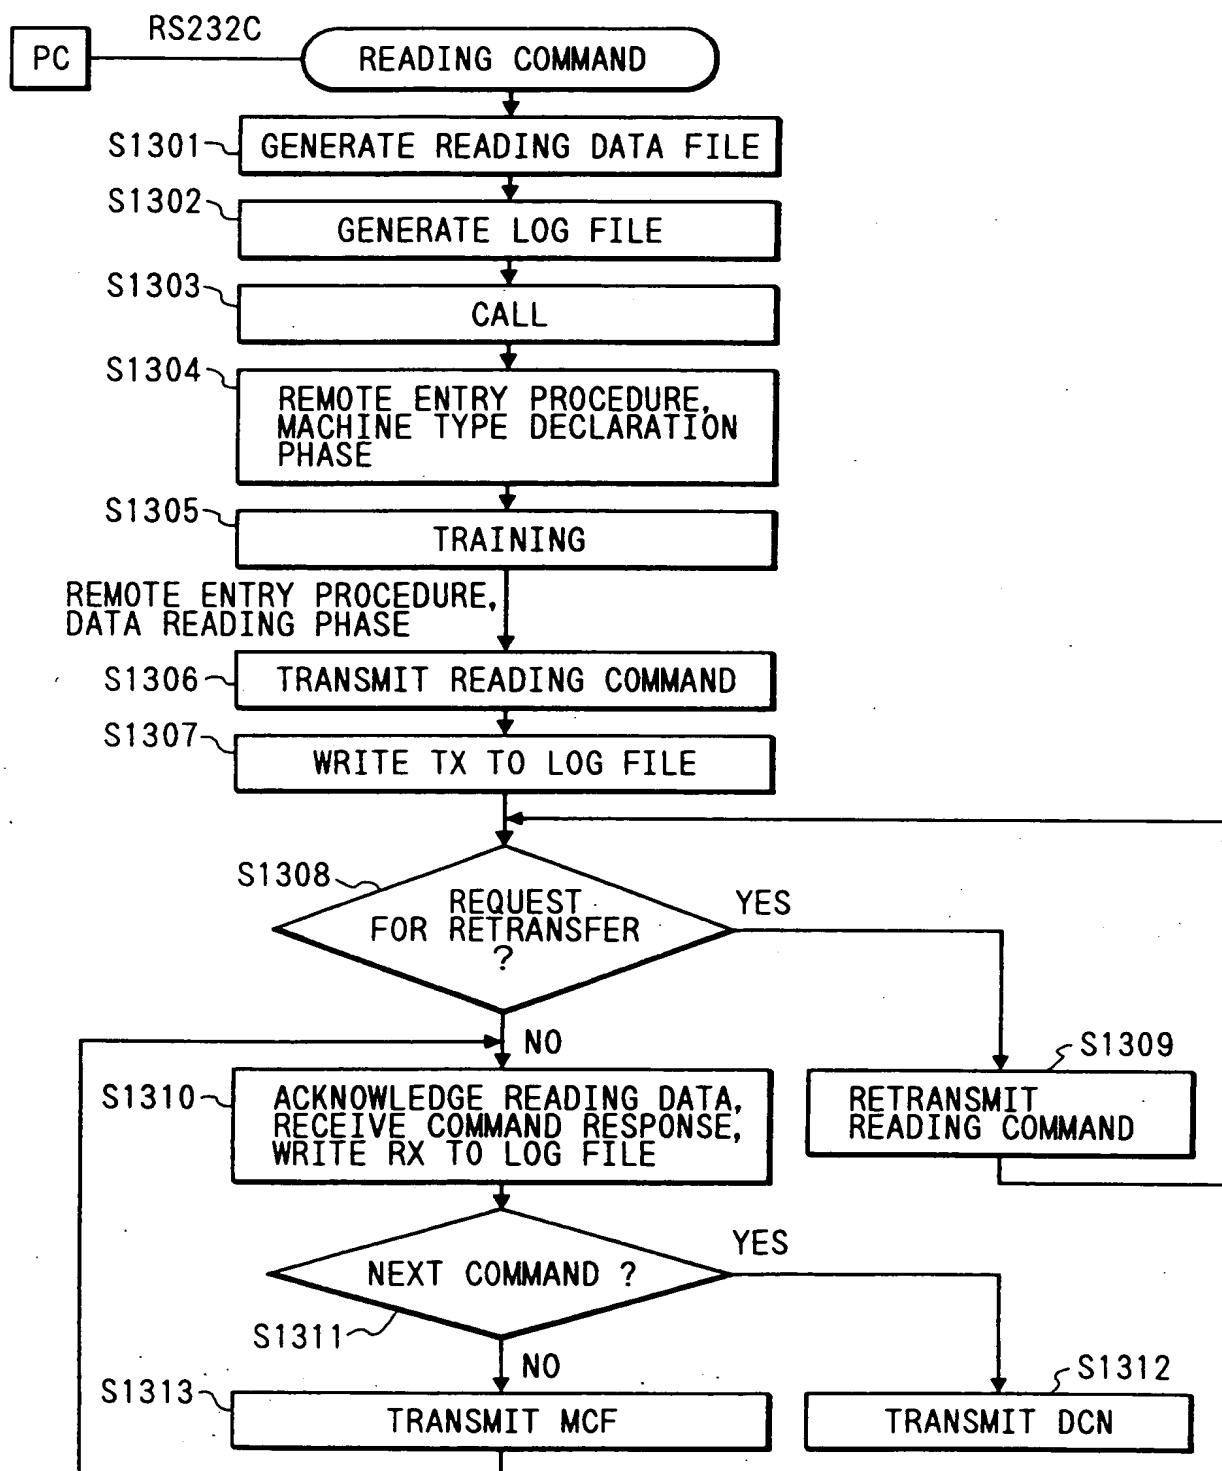 RS232C
PC
READING COMMAND
S1301
GENERATE READING DATA FILE
S1302
GENERATE LOG FILE
S1303
CALL
S1304
REMOTE ENTRY PROCEDURE,
MACHINE TYPE DECLARATION
PHASE
S1305
TRAINING
REMOTE ENTRY PROCEDURE,
DATA READING PHASE
S1306
TRANSMIT READING COMMAND
S1307
WRITE TX TO LOG FILE
S1308
REQUEST
FOR RETRANSFER
?
YES
NO
S1309
RETRANSMIT
READING COMMAND
S1310
ACKNOWLEDGE READING DATA,
RECEIVE COMMAND RESPONSE,
WRITE RX TO LOG FILE
NEXT COMMAND ?
YES
S1311
NO
S1312
TRANSMIT DCN
S1313
TRANSMIT MCF